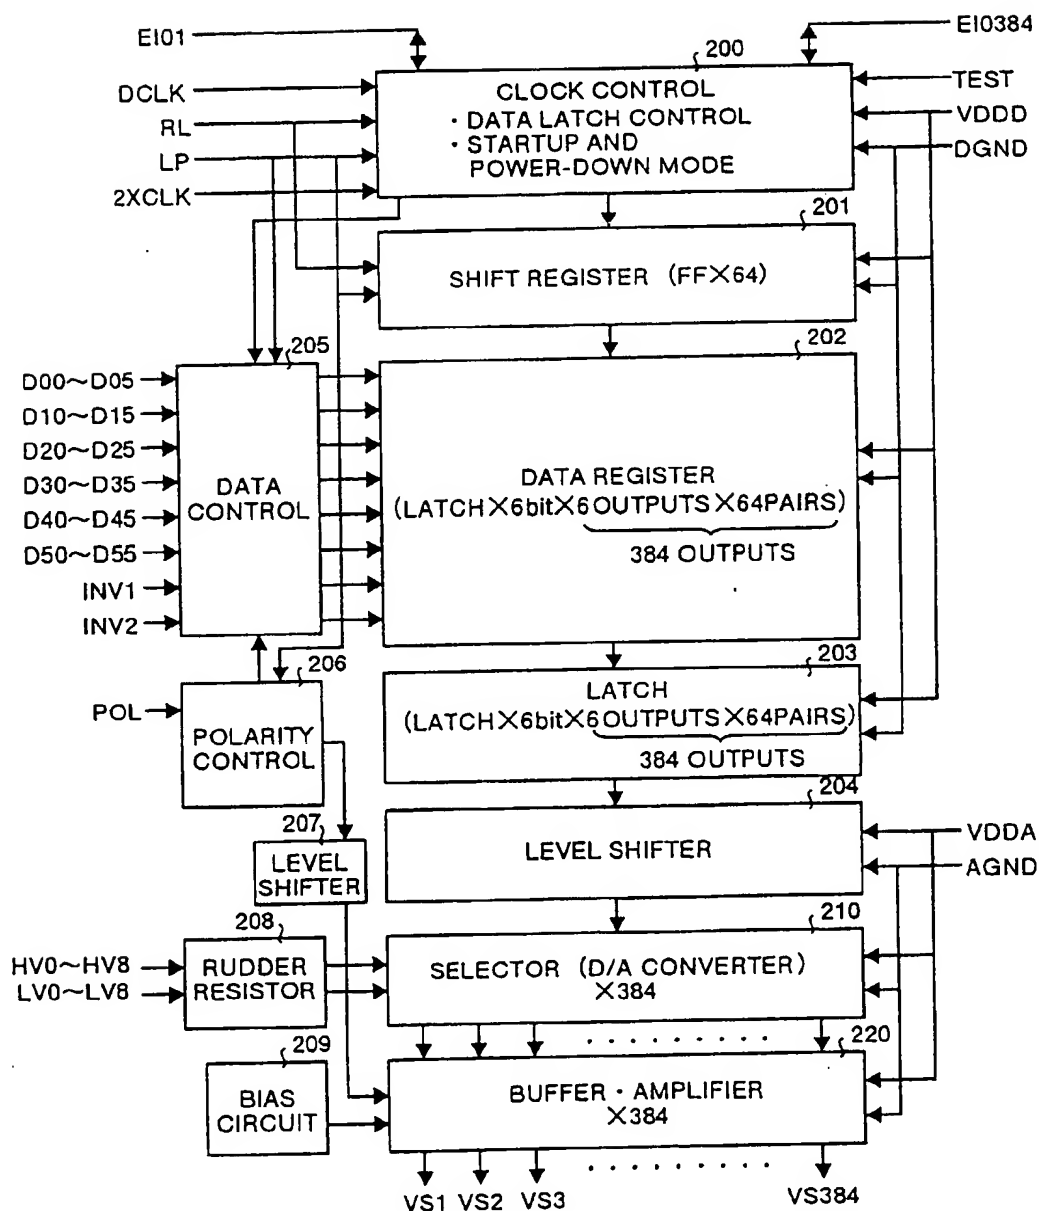 EI01
EI0384
200
DCLK
CLOCK CONTROL
TEST
RL
· DATA LATCH CONTROL
VDDD
LP
· STARTUP AND
POWER-DOWN MODE
DGND
2XCLK
201
SHIFT REGISTER (FF×64)
202
205
D00~D05
D10~D15
D20~D25
D30~D35
D40~D45
D50~D55
INV1
INV2
DATA
CONTROL
DATA REGISTER
(LATCH×6bit×6OUTPUTS×64PAIRS)
384 OUTPUTS
206
203
POL
POLARITY
CONTROL
LATCH
(LATCH×6bit×6OUTPUTS×64PAIRS)
384 OUTPUTS
204
207
LEVEL
SHIFTER
LEVEL SHIFTER
VDDA
AGND
208
210
HV0~HV8
LV0~LV8
RUDDER
RESISTOR
SELECTOR (D/A CONVERTER)
×384
· · · · · · · · · ·
209
220
BIAS
CIRCUIT
BUFFER · AMPLIFIER
×384
· · · · · · · · · ·
VS1 VS2 VS3 VS384